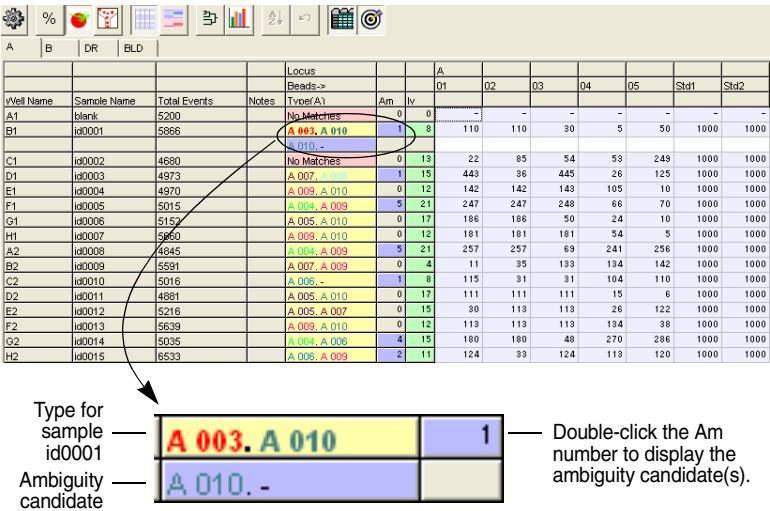 %
A B DR BLD
Locus A
Beads-> 01 02 03 04 05 Std1 Std2
Well Name Sample Name Total Events Notes Type(A) Am Iv
A1 blank 5200 No Matches 0 0 - - - - - - -
B1 id0001 5866 A 003. A 010 1 8 110 110 30 5 50 1000 1000
A 010. -
C1 id0002 4680 No Matches 0 13 22 85 54 53 249 1000 1000
D1 id0003 4973 A 007. A 008 1 15 443 36 445 26 125 1000 1000
E1 id0004 4970 A 009. A 010 0 12 142 142 143 105 10 1000 1000
F1 id0005 5015 A 004. A 009 5 21 247 247 248 66 70 1000 1000
G1 id0006 5152 A 005. A 010 0 17 186 186 50 24 10 1000 1000
H1 id0007 5660 A 009. A 010 0 12 181 181 181 54 5 1000 1000
A2 id0008 4845 A 004. A 009 5 21 257 257 69 241 256 1000 1000
B2 id0009 5591 A 007. A 009 0 4 11 35 133 134 142 1000 1000
C2 id0010 5016 A 006. - 1 8 115 31 31 104 110 1000 1000
D2 id0011 4881 A 005. A 010 0 17 111 111 111 15 6 1000 1000
E2 id0012 5216 A 005. A 007 0 15 30 113 113 26 122 1000 1000
F2 id0013 5639 A 009. A 010 0 12 113 113 113 134 38 1000 1000
G2 id0014 5035 A 004. A 006 4 15 180 180 48 270 286 1000 1000
H2 id0015 6533 A 006. A 009 2 11 124 33 124 113 120 1000 1000
Type for
sample
id0001
A 003. A 010 1
Ambiguity
candidate
A 010. -
Double-click the Am
number to display the
ambiguity candidate(s).